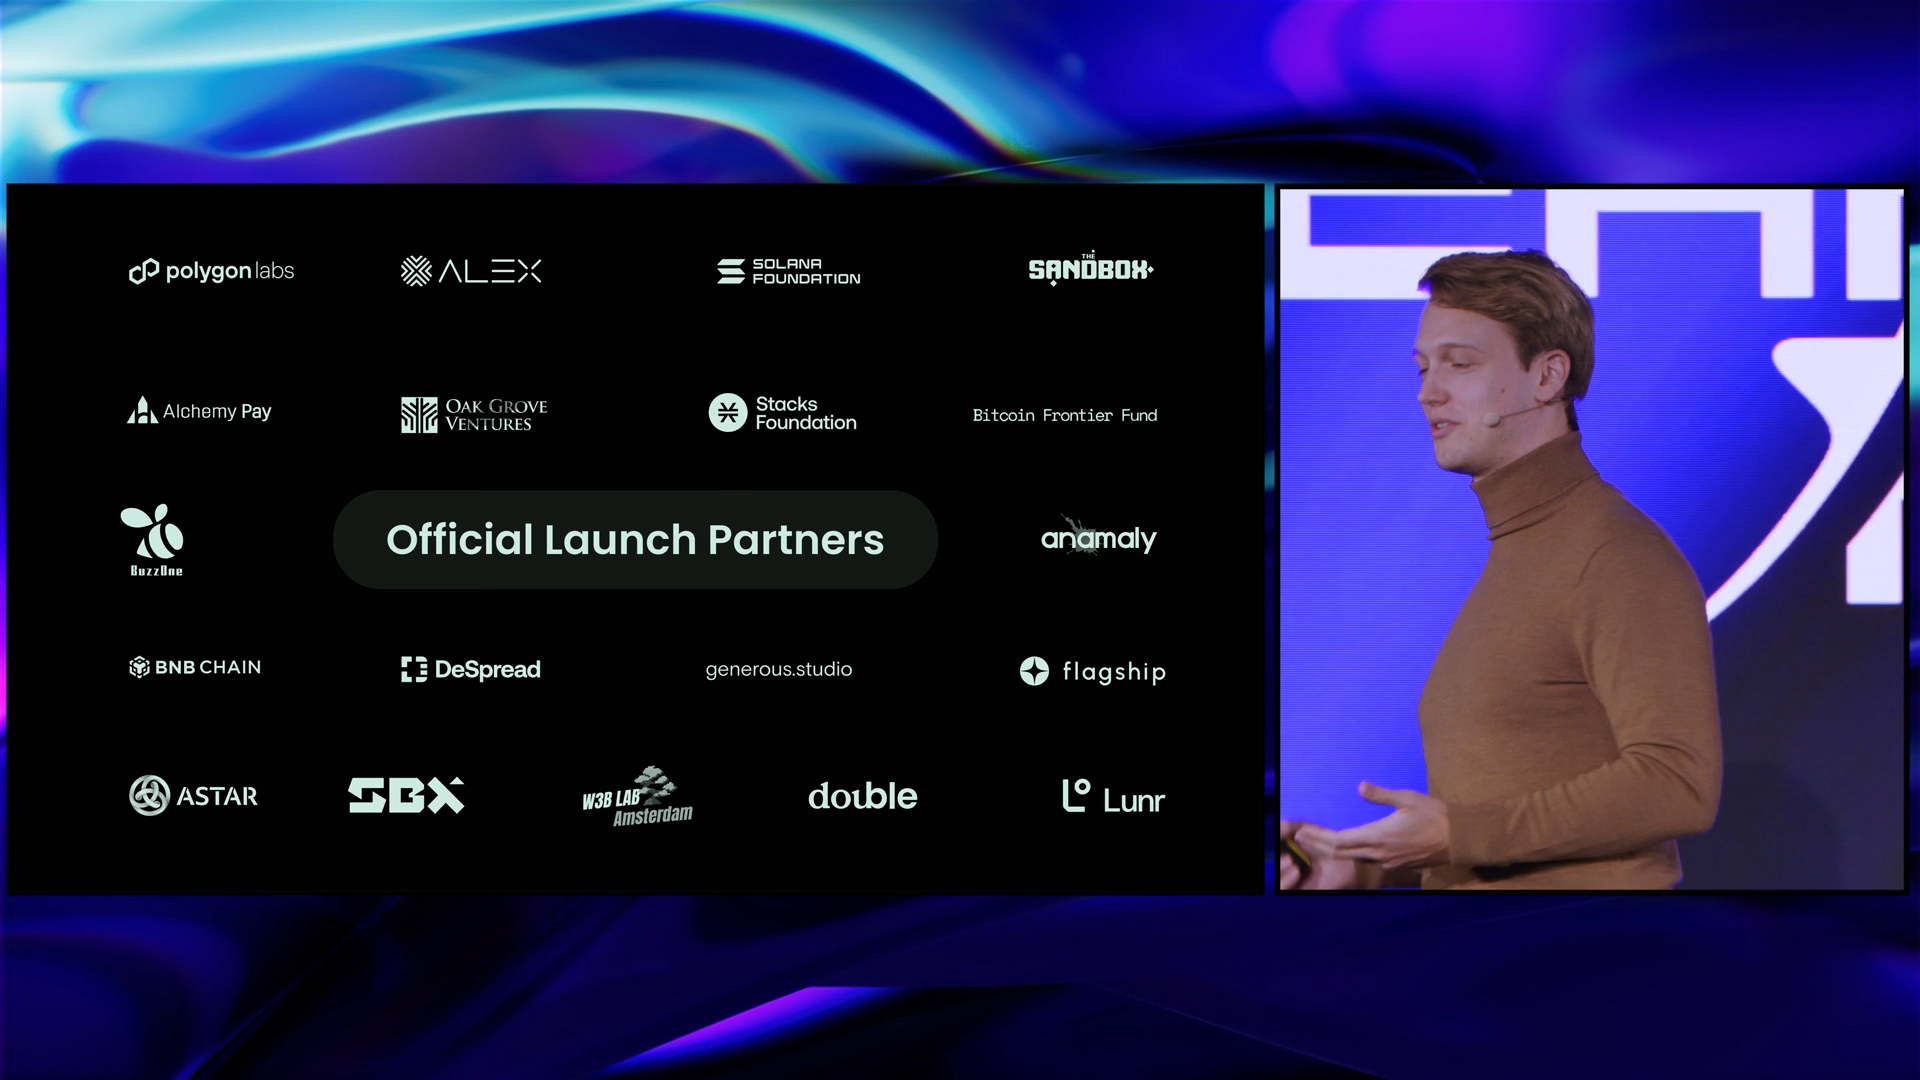 polygon labs
ALEX
SOLANA
FOUNDATION
THE
SANDBOX
Alchemy Pay
OAK GROVE
VENTURES
Stacks
Foundation
Bitcoin Frontier Fund
BuzzOne
Official Launch Partners
anamaly
BNB CHAIN
DeSpread
generous.studio
flagship
ASTAR
SBX
W3B LAB
Amsterdam
double
Lunr